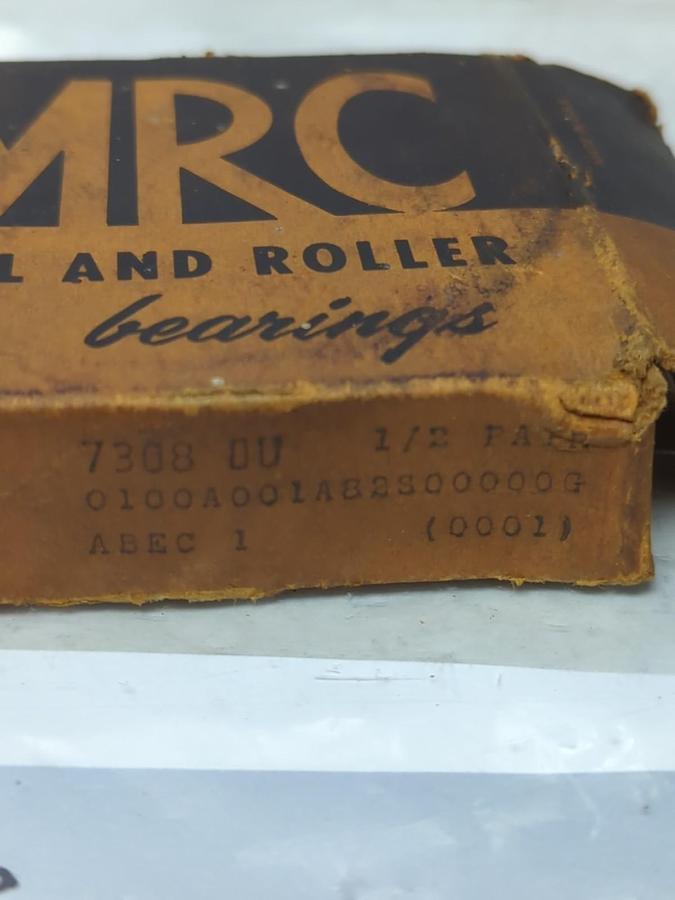 MRC
L AND ROLLER
bearings
7308 DU 1/2 PAIR
0100A001A82S00000G
ABEC 1 (0001)